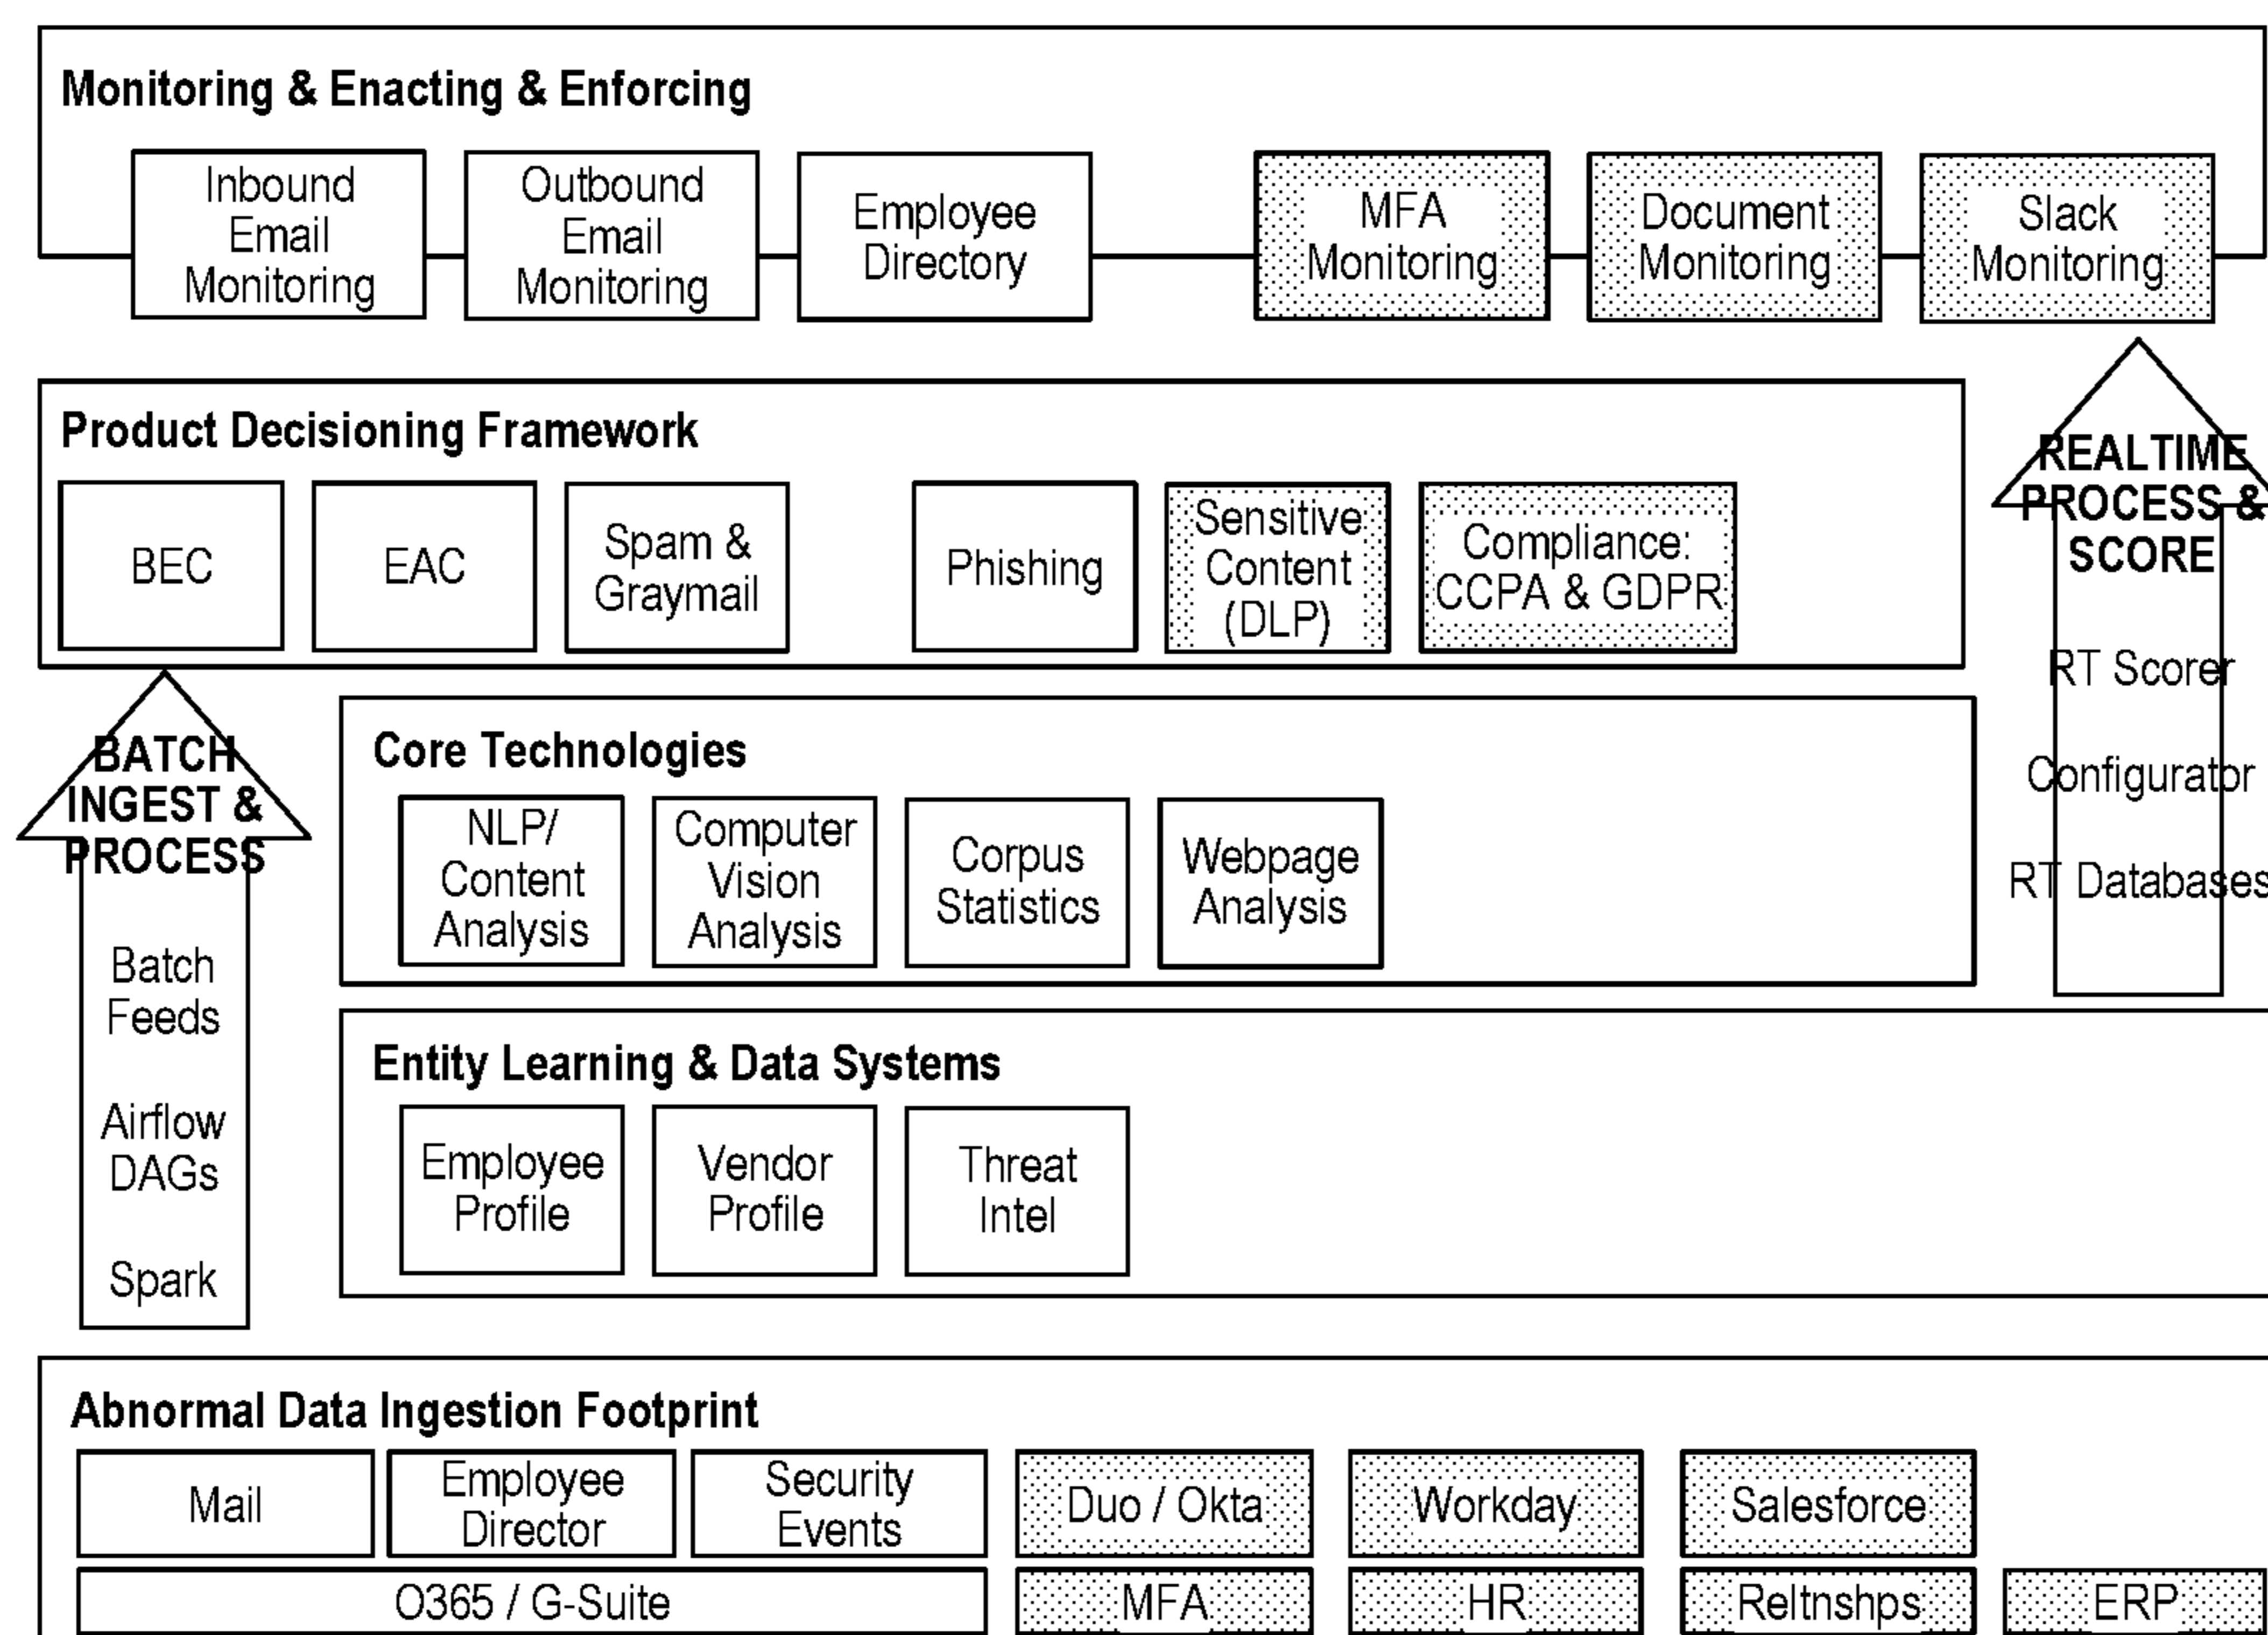 Monitoring & Enacting & Enforcing
Inbound
Email
Monitoring
Outbound
Email
Monitoring
Employee
Directory
MFA
Monitoring
Document
Monitoring
Slack
Monitoring
Product Decisioning Framework
BEC
EAC
Spam &
Graymail
Phishing
Sensitive
Content
(DLP)
Compliance:
CCPA & GDPR
REALTIME
PROCESS &
SCORE
RT Scorer
Configurator
RT Databases
BATCH
INGEST &
PROCESS
Batch
Feeds
Airflow
DAGs
Spark
Core Technologies
NLP/
Content
Analysis
Computer
Vision
Analysis
Corpus
Statistics
Webpage
Analysis
Entity Learning & Data Systems
Employee
Profile
Vendor
Profile
Threat
Intel
Abnormal Data Ingestion Footprint
Mail
Employee
Director
Security
Events
Duo / Okta
Workday
Salesforce
O365 / G-Suite
MFA
HR
Reltnshps
ERP